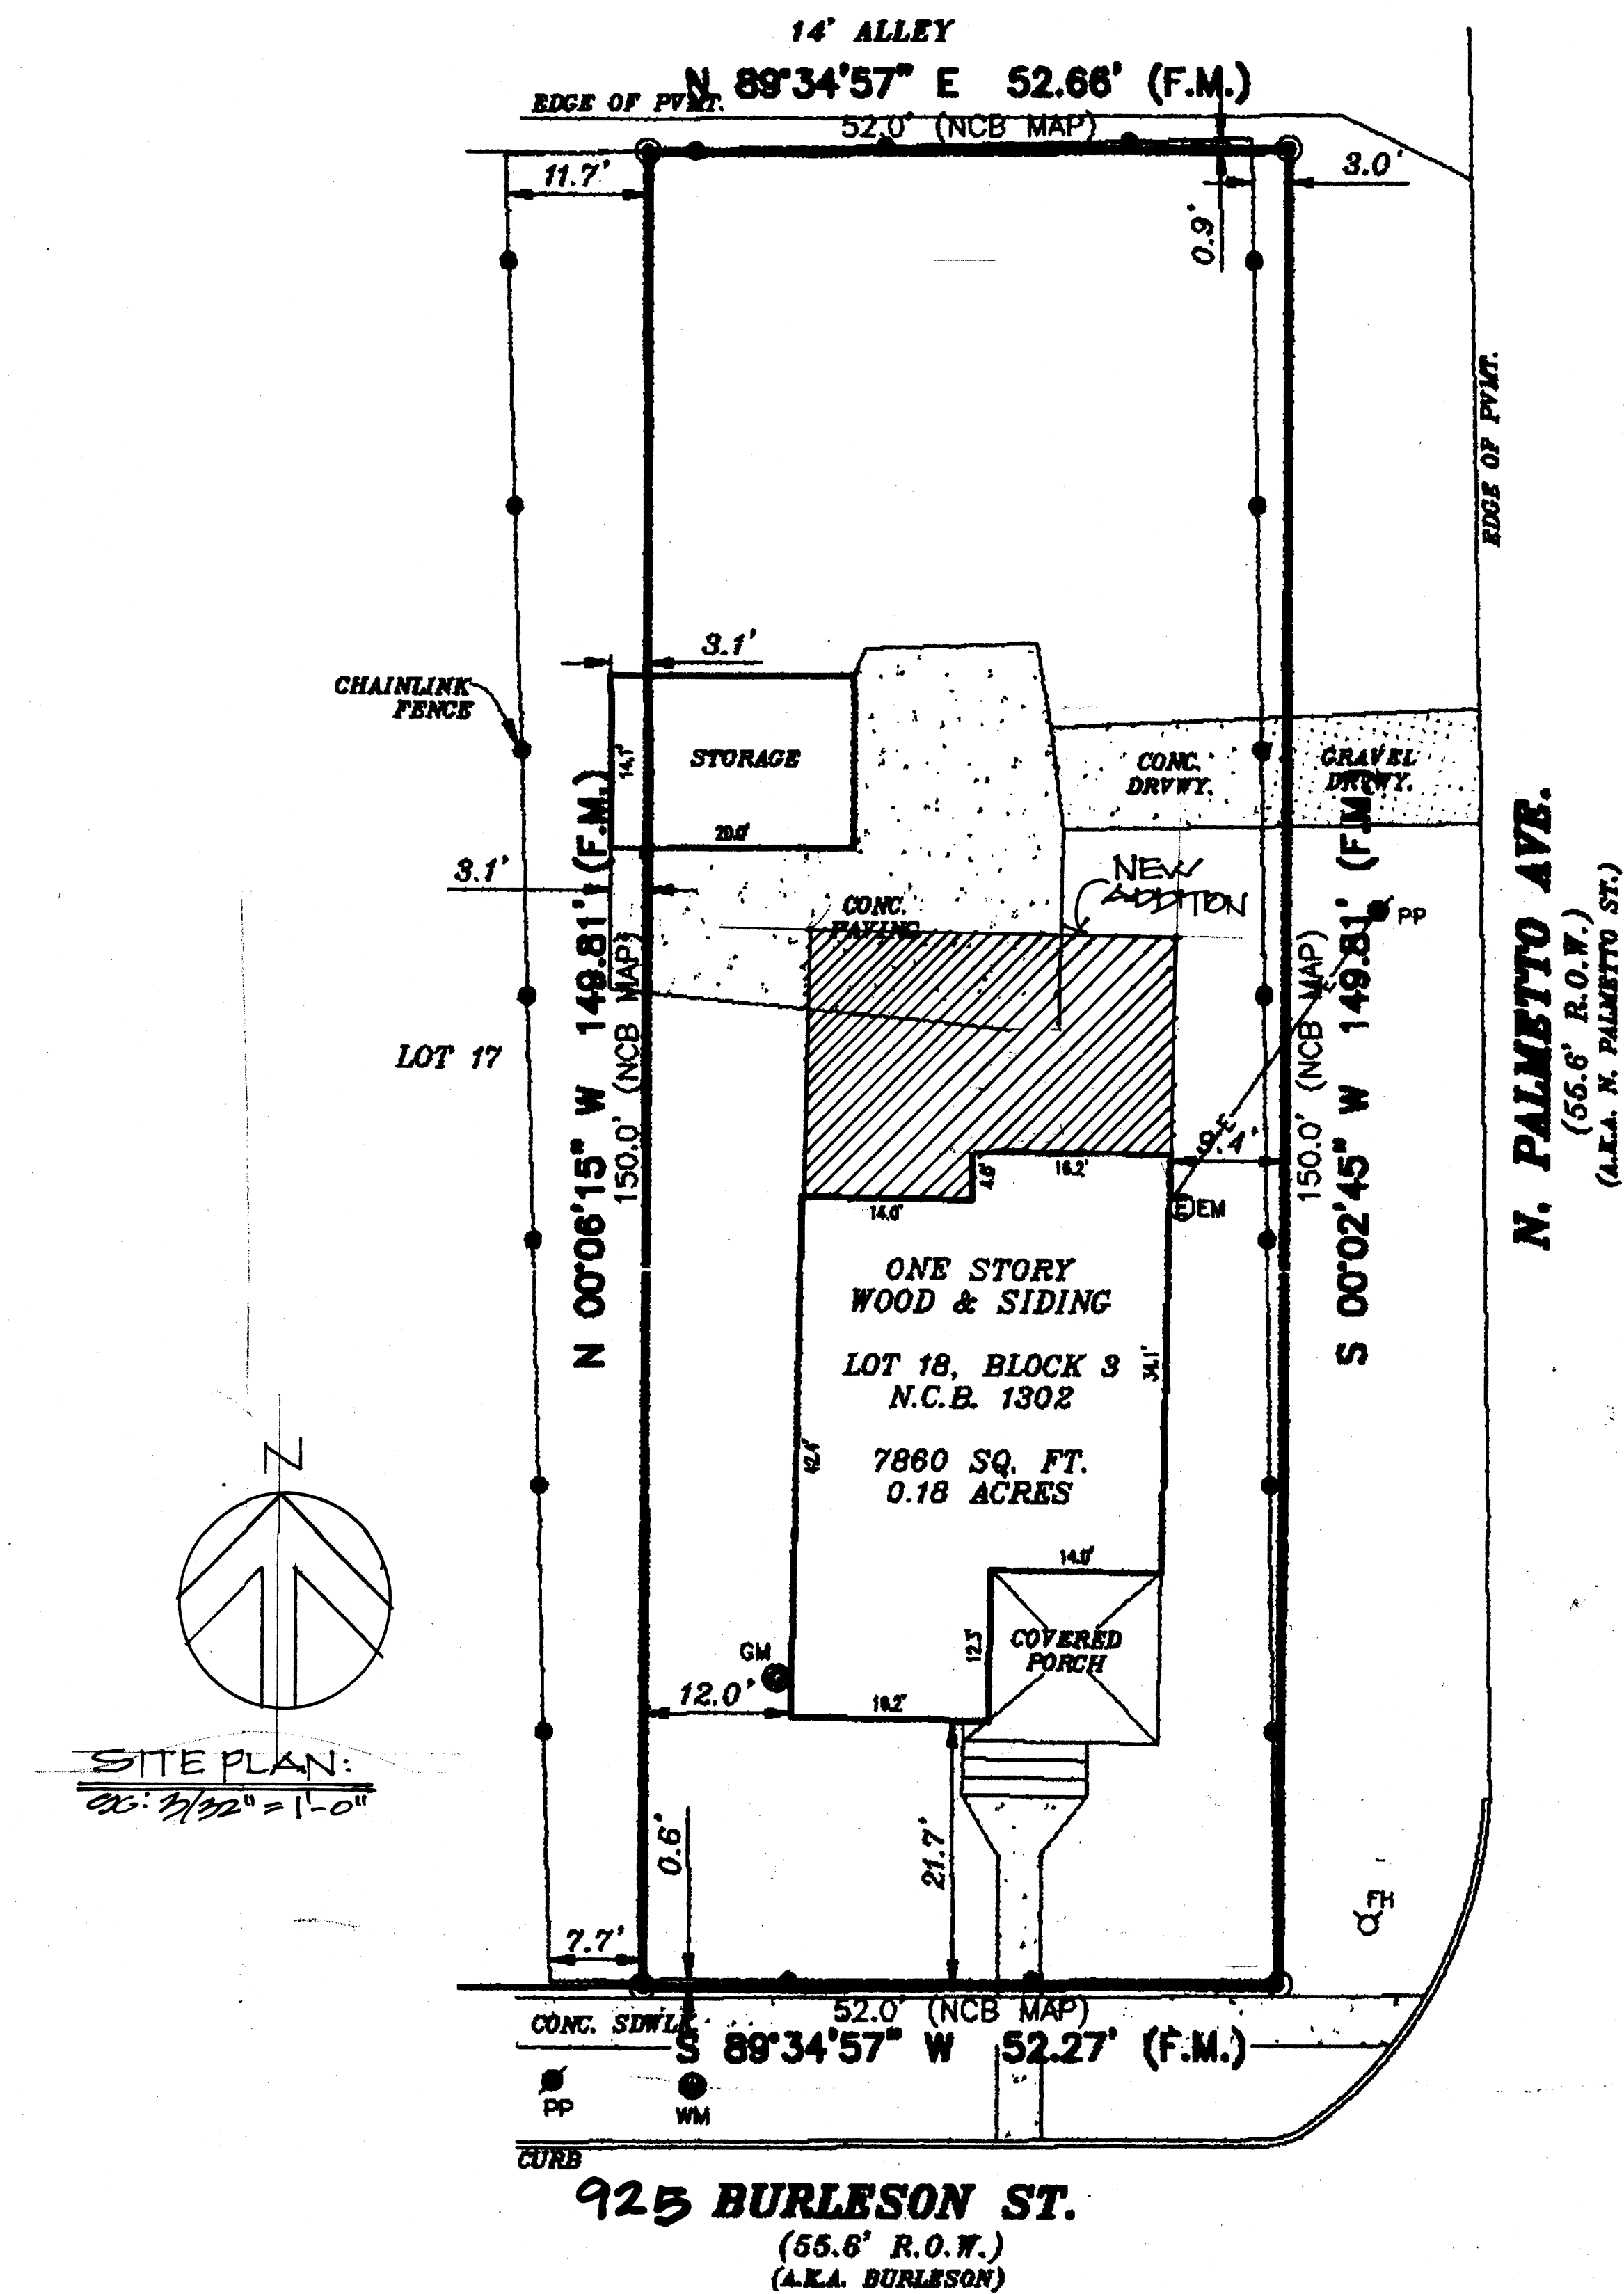 14' ALLEY
N 89°34'57" E 52.66' (F.M.)
EDGE OF PVMT.
52.0' (NCB MAP)
11.7'
3.0'
0.9'
EDGE OF PVMT.
3.1'
CHAINLINK
FENCE
14.1'
STORAGE
20.0'
CONC.
DRVWY.
GRAVEL
DRVWY.
3.1'
NEW
ADDITION
CONC.
PAVING
PP
N 00°06'15" W 149.81' (F.M.)
150.0' (NCB MAP)
150.0' (NCB MAP)
S 00°02'45" W 149.81' (F.M.)
N. PALMETTO AVE.
(55.6' R.O.W.)
(A.K.A. N. PALMETTO ST.)
LOT 17
E
E
9.4'
4.0'
16.2'
14.0'
E EM
ONE STORY
WOOD & SIDING
LOT 18, BLOCK 3
N.C.B. 1302
34.1'
7860 SQ. FT.
0.18 ACRES
42.4'
N
14.0'
12.3'
COVERED
PORCH
GM
12.0'
16.2'
SITE PLAN:
SC: 3/32" = 1'-0"
0.6'
21.7'
FH
7.7'
52.0' (NCB MAP)
CONC. SDWLK.
S 89°34'57" W 52.27' (F.M.)
PP
WM
CURB
925 BURLESON ST.
(55.6' R.O.W.)
(A.K.A. BURLESON)